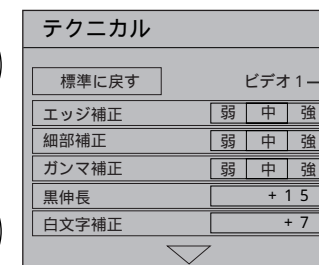 テクニカル
標準に戻す ビデオ1－
エッジ補正 弱 中 強
細部補正 弱 中 強
ガンマ補正 弱 中 強
黒伸長 +15
白文字補正 +7